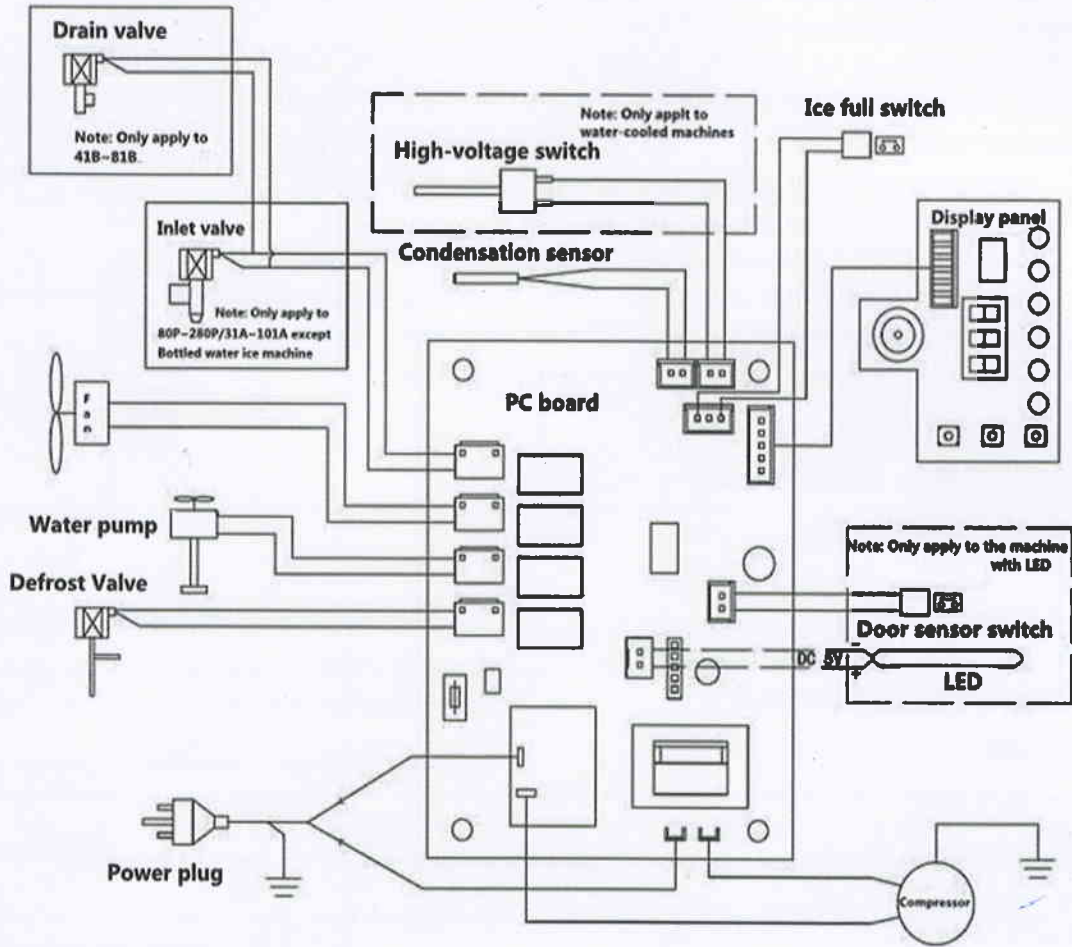 Drain valve
Note: Only apply to
41B~81B.
Note: Only applt to
water-cooled machines
High-voltage switch
Ice full switch
Inlet valve
Note: Only apply to
80P~280P/31A~101A except
Bottled water ice machine
Condensation sensor
Display panel
Fan
PC board
Water pump
Defrost Valve
Note: Only apply to the machine
with LED
Door sensor switch
DC 5V
-
+
LED
Power plug
Compressor